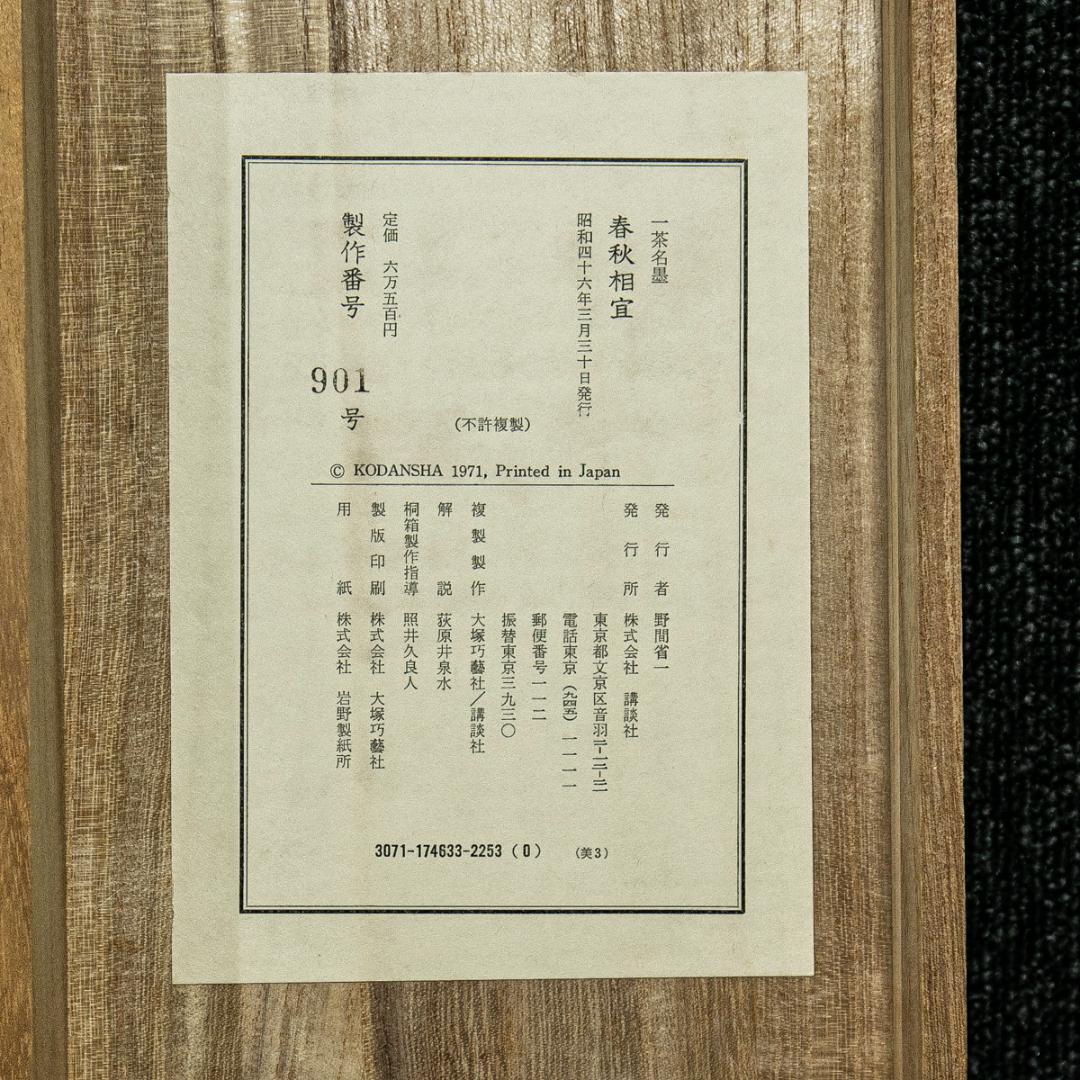 一茶名墨
春秋相宜
昭和四十六年三月三十日発行
定価 六万五百円
製作番号 901 号
(不許複製)
© KODANSHA 1971, Printed in Japan
発行者 野間省一
発行所 株式会社 講談社
東京都文京区音羽二-一二-二一
電話東京(九四五)一一一一
郵便番号一一二
振替東京三九三〇
複製製作 大塚巧藝社/講談社
解説 荻原井泉水
桐箱製作指導 照井久良人
製版印刷 株式会社 大塚巧藝社
用紙 株式会社 岩野製紙所
3071-174633-2253 (0) (美3)